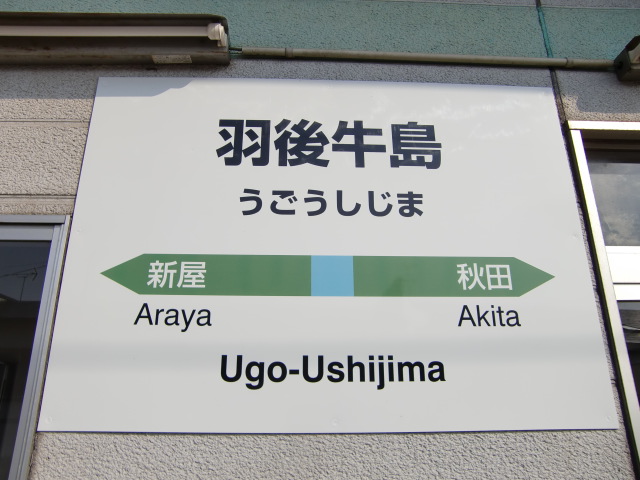 羽後牛島
うごうしじま
新屋 秋田
Araya Akita
Ugo-Ushijima